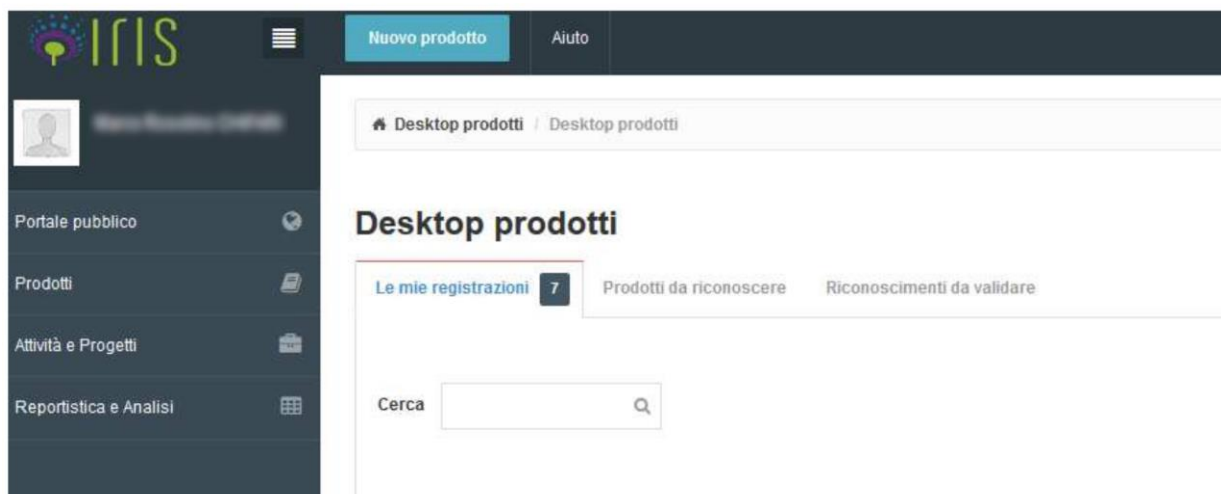 IRIS
Nuovo prodotto
Aiuto
Desktop prodotti / Desktop prodotti
Portale pubblico
Prodotti
Attività e Progetti
Reportistica e Analisi
Desktop prodotti
Le mie registrazioni 7
Prodotti da riconoscere
Riconoscimenti da validare
Cerca